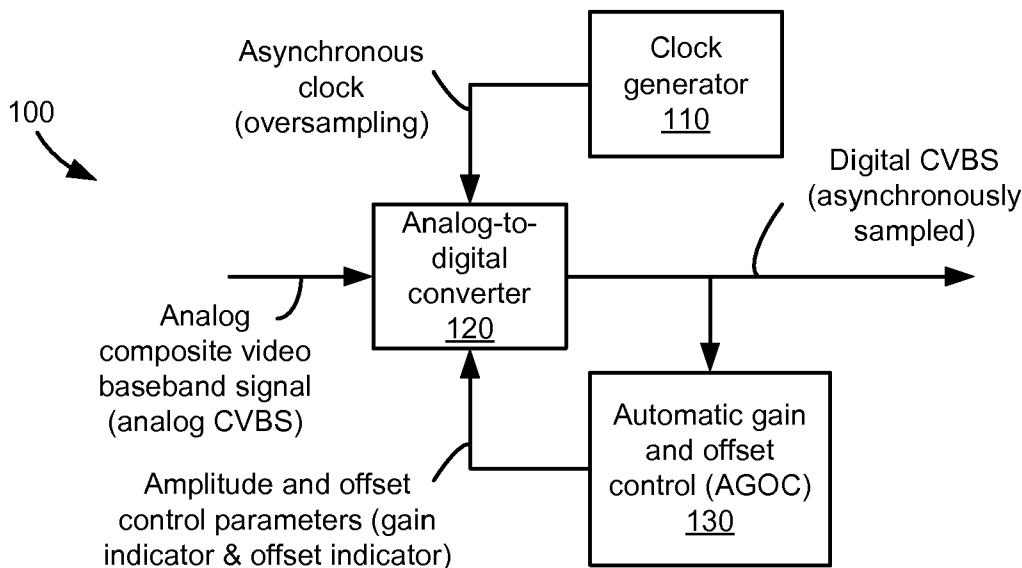 100
Asynchronous
clock
(oversampling)
Clock
generator
110
Digital CVBS
(asynchronously
sampled)
Analog-to-
digital
converter
120
Analog
composite video
baseband signal
(analog CVBS)
Automatic gain
and offset
control (AGOC)
130
Amplitude and offset
control parameters (gain
indicator & offset indicator)